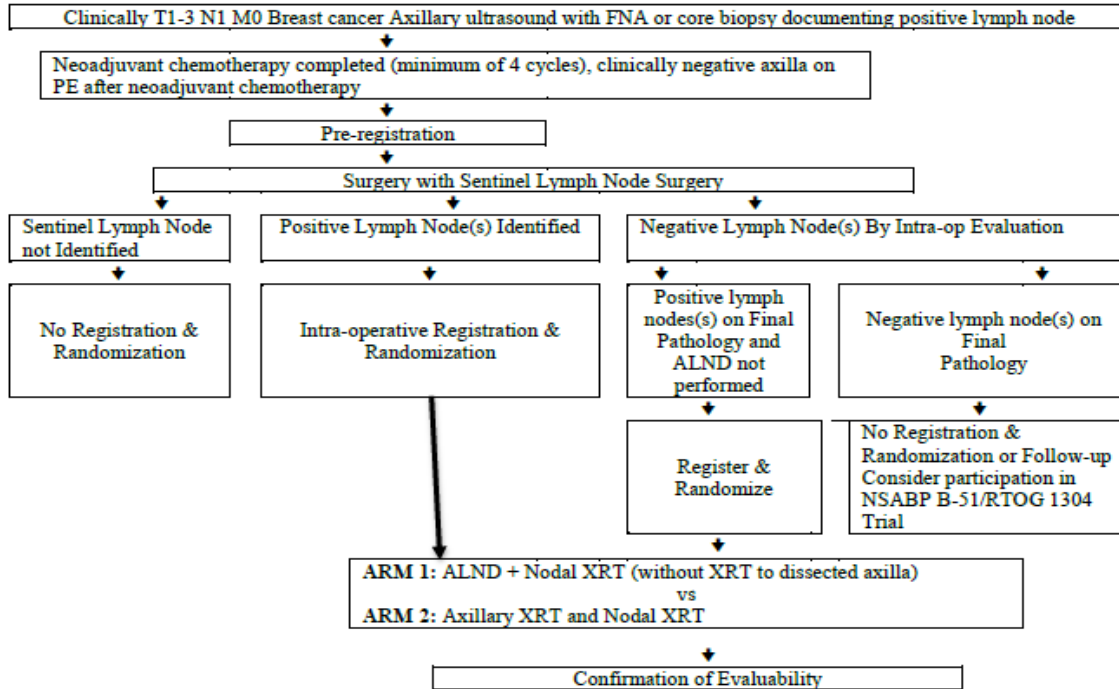 Clinically T1-3 N1 M0 Breast cancer Axillary ultrasound with FNA or core biopsy documenting positive lymph node
Neoadjuvant chemotherapy completed (minimum of 4 cycles), clinically negative axilla on
PE after neoadjuvant chemotherapy
Pre-registration
Surgery with Sentinel Lymph Node Surgery
Sentinel Lymph Node
not Identified
Positive Lymph Node(s) Identified
Negative Lymph Node(s) By Intra-op Evaluation
No Registration &
Randomization
Intra-operative Registration &
Randomization
Positive lymph
nodes(s) on Final
Pathology and
ALND not
performed
Negative lymph node(s) on
Final
Pathology
Register &
Randomize
No Registration &
Randomization or Follow-up
Consider participation in
NSABP B-51/RTOG 1304
Trial
ARM 1: ALND + Nodal XRT (without XRT to dissected axilla)
vs
ARM 2: Axillary XRT and Nodal XRT
Confirmation of Evaluability